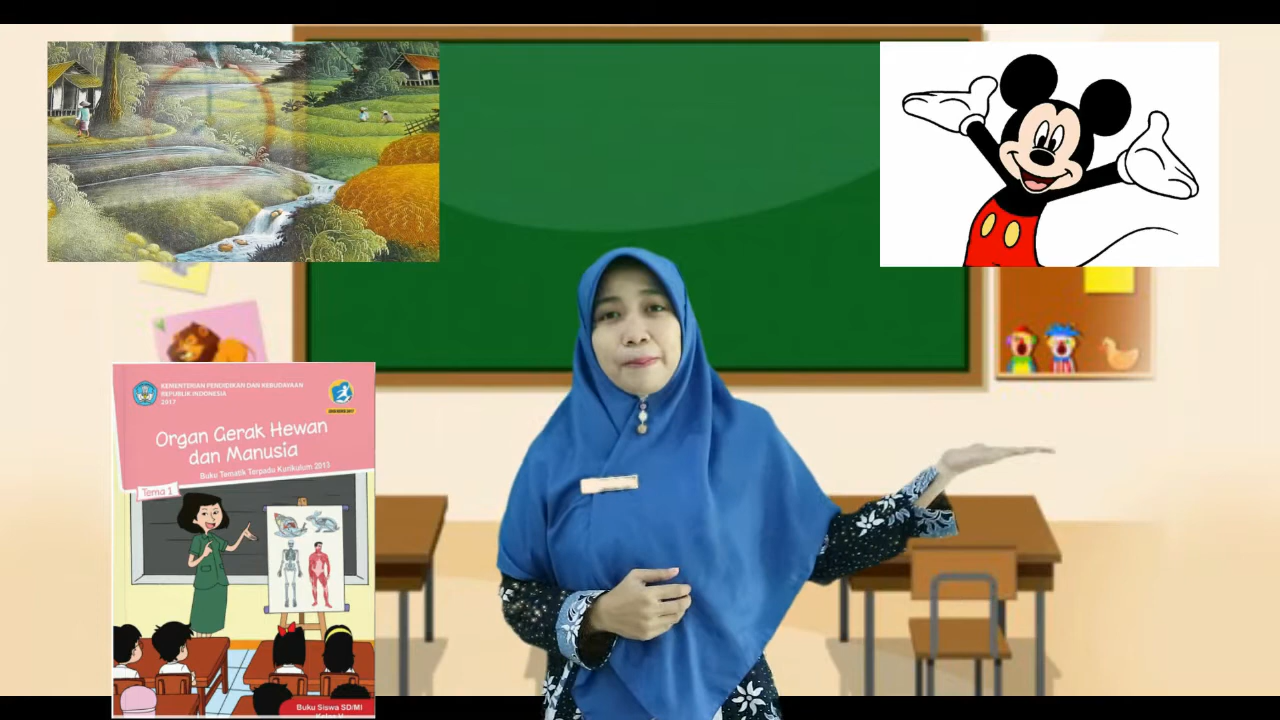 KEMENTERIAN PENDIDIKAN DAN KEBUDAYAAN
REPUBLIK INDONESIA
2017
Organ Gerak Hewan
dan Manusia
Buku Tematik Terpadu Kurikulum 2013
Tema 1
Buku Siswa SD/MI
Kelas V